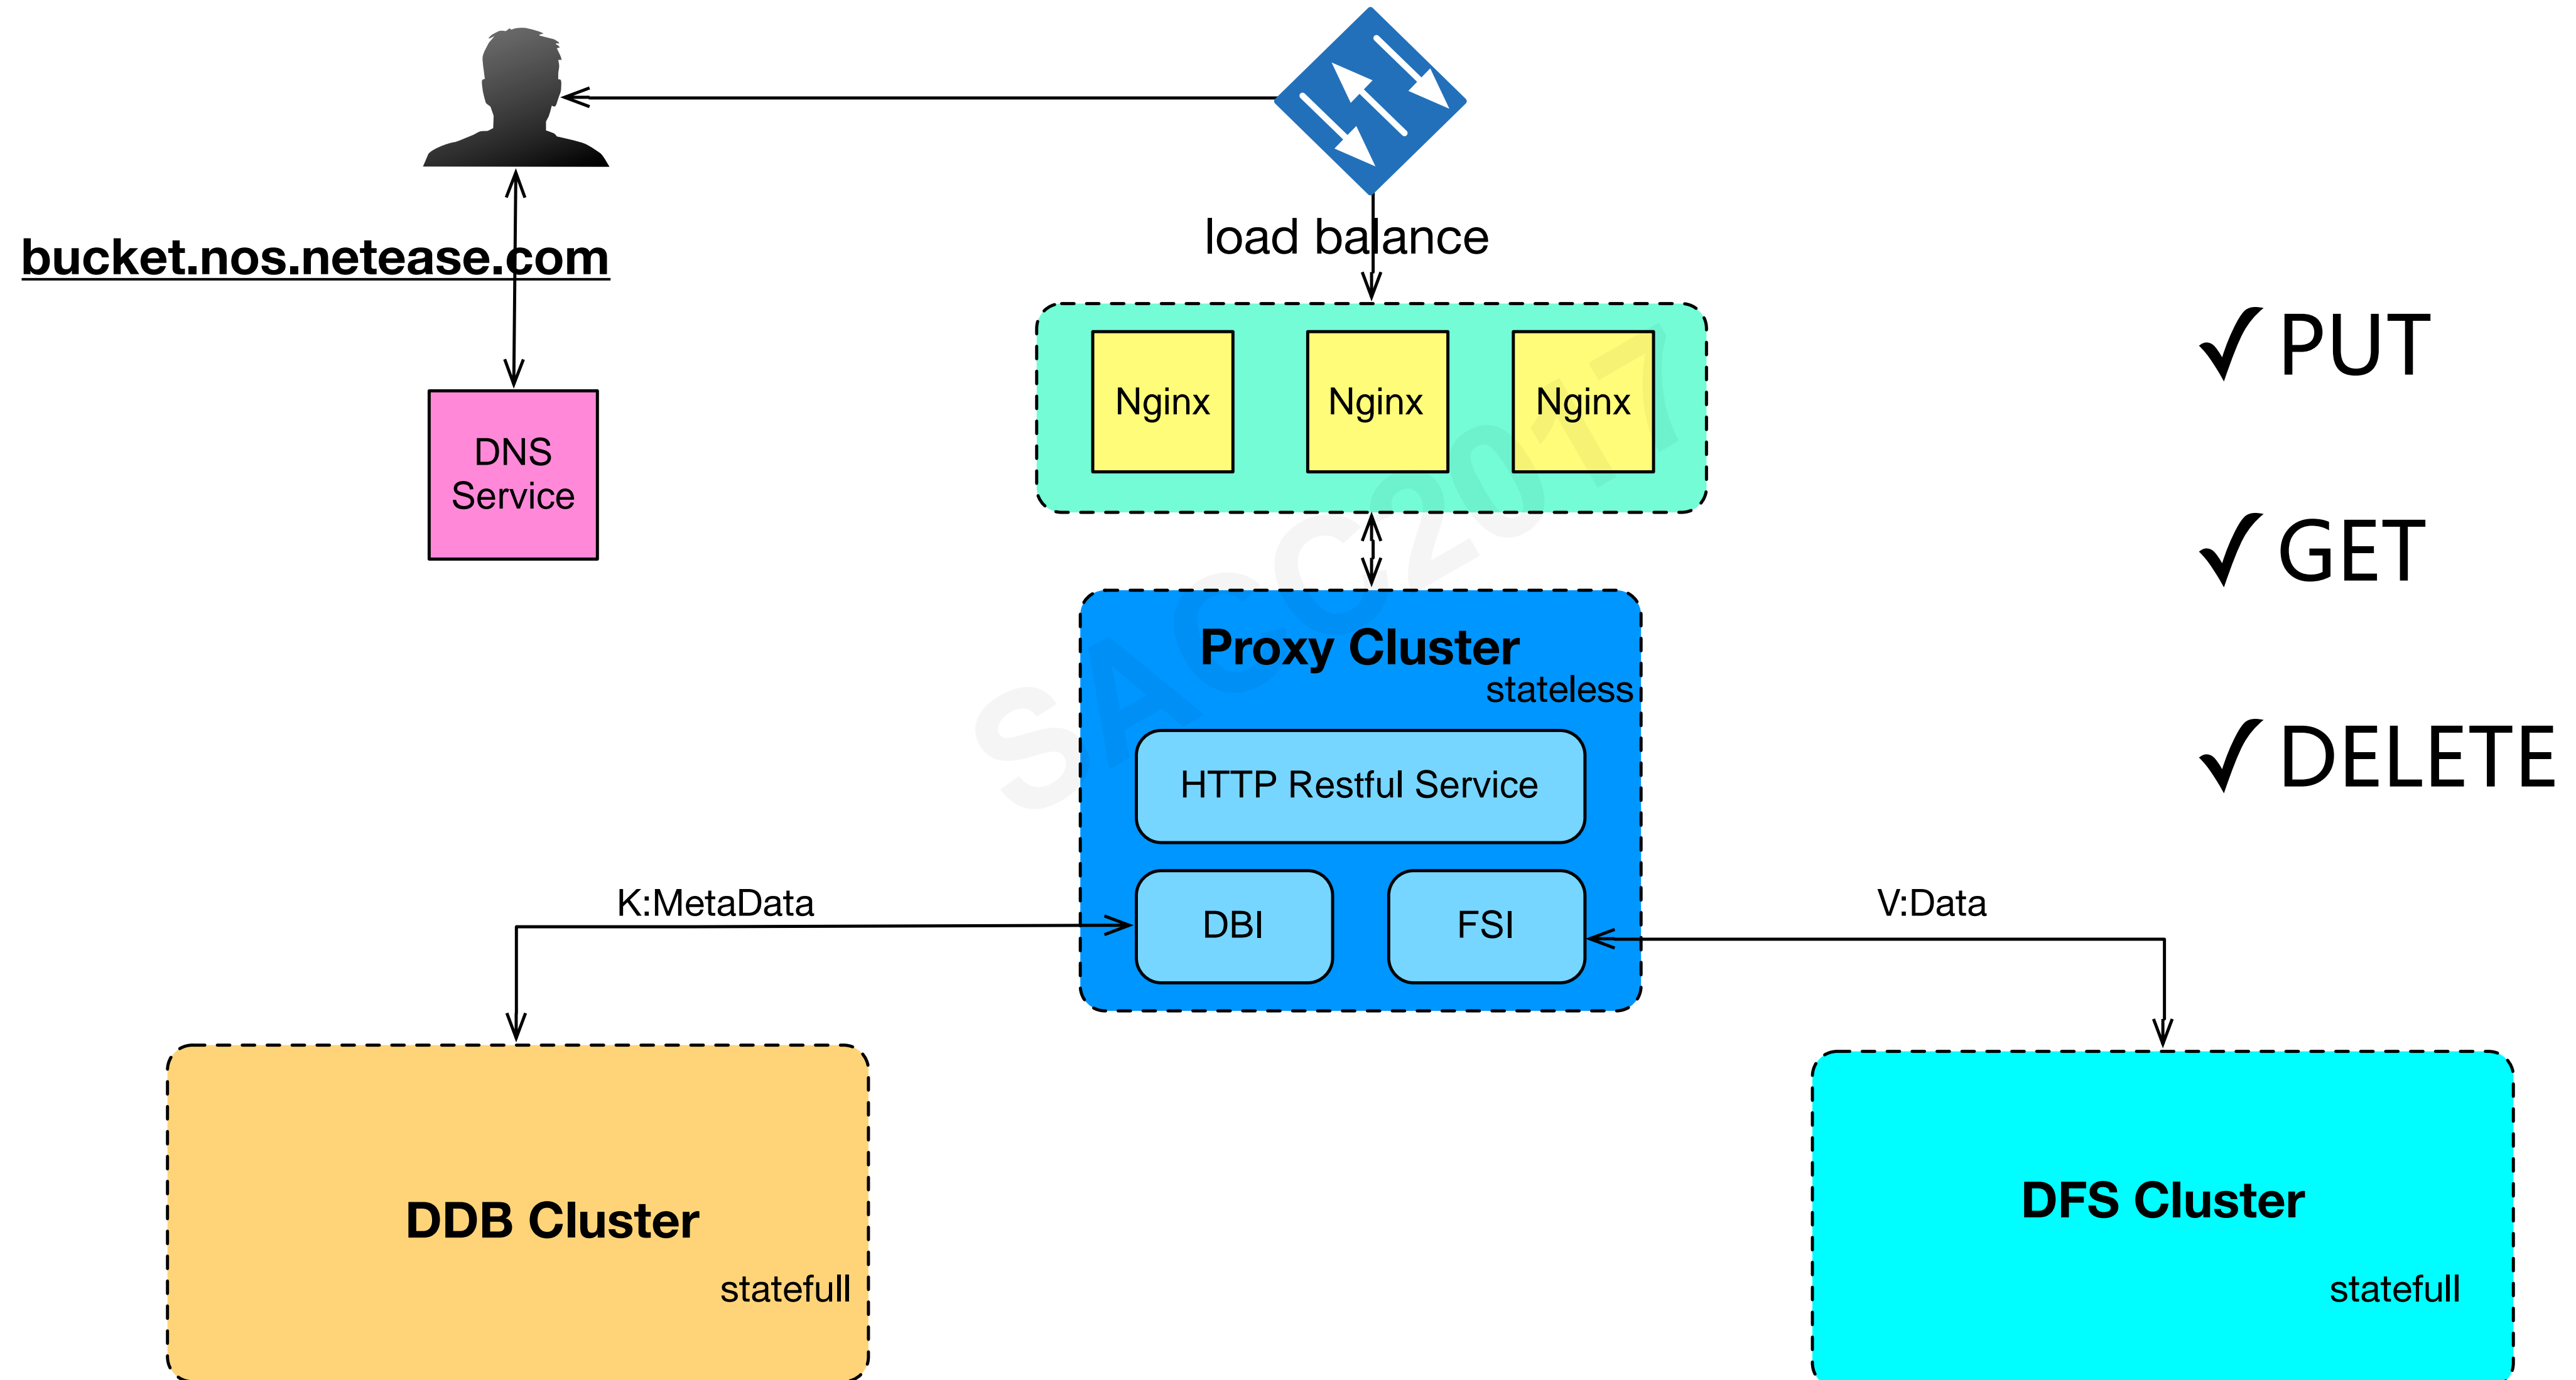 bucket.nos.netease.com
load balance
Nginx
Nginx
Nginx
DNS
Service
Proxy Cluster
stateless
HTTP Restful Service
DBI
FSI
K:MetaData
V:Data
DDB Cluster
statefull
DFS Cluster
statefull
✓ PUT
✓ GET
✓ DELETE
SACC2017